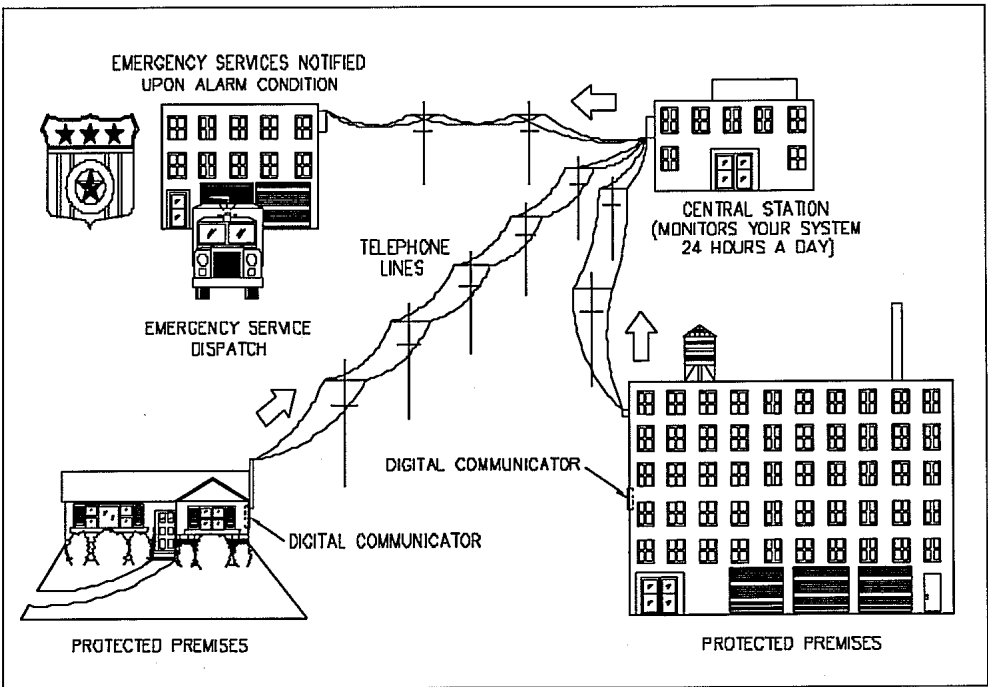 EMERGENCY SERVICES NOTIFIED
UPON ALARM CONDITION
CENTRAL STATION
(MONITORS YOUR SYSTEM
24 HOURS A DAY)
TELEPHONE
LINES
EMERGENCY SERVICE
DISPATCH
DIGITAL COMMUNICATOR
DIGITAL COMMUNICATOR
PROTECTED PREMISES
PROTECTED PREMISES